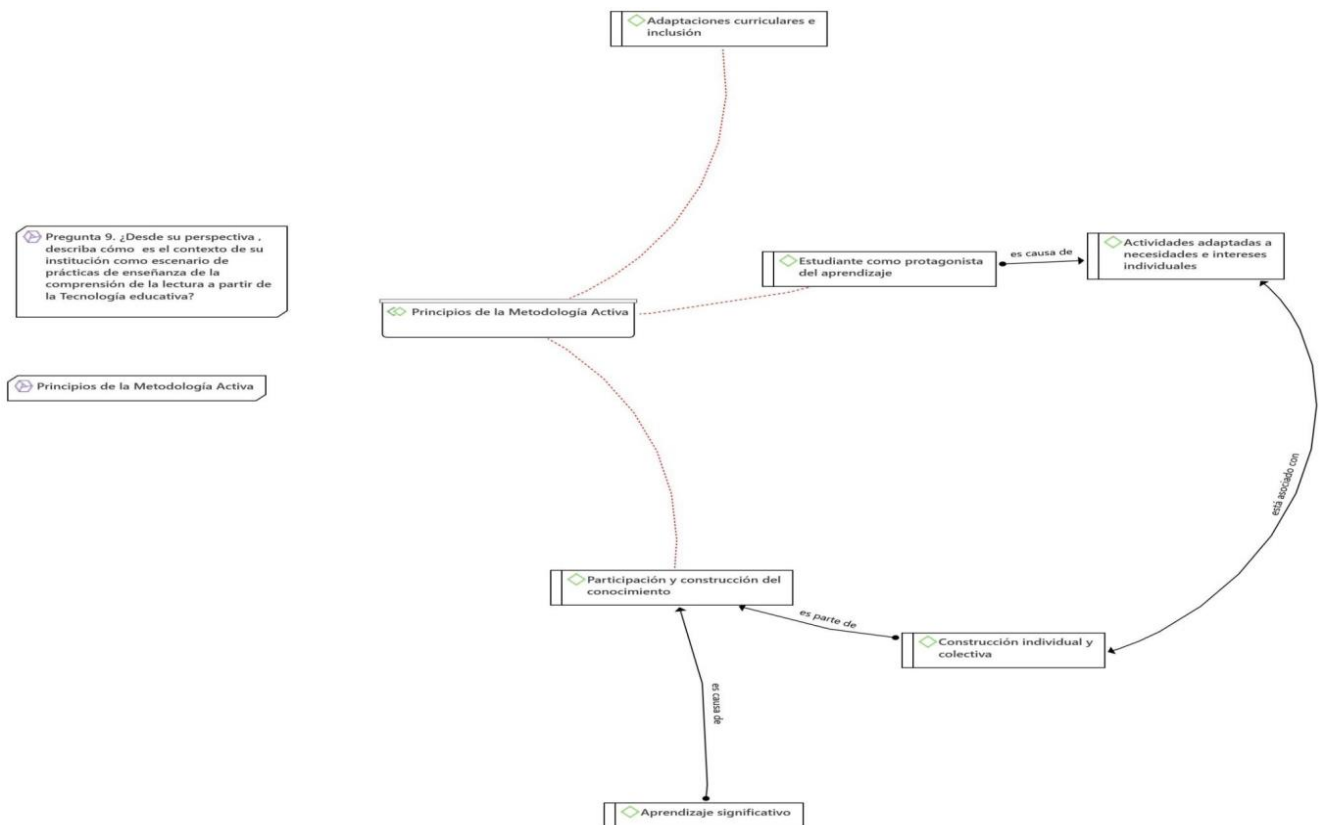 Adaptaciones curriculares e
inclusión
Pregunta 9. ¿Desde su perspectiva ,
describa cómo es el contexto de su
institución como escenario de
prácticas de enseñanza de la
comprensión de la lectura a partir de
la Tecnología educativa?
Estudiante como protagonista
del aprendizaje
es causa de
Actividades adaptadas a
necesidades e intereses
individuales
Principios de la Metodología Activa
Principios de la Metodología Activa
está asociado con
Participación y construcción del
conocimiento
es parte de
Construcción individual y
colectiva
es causa de
Aprendizaje significativo